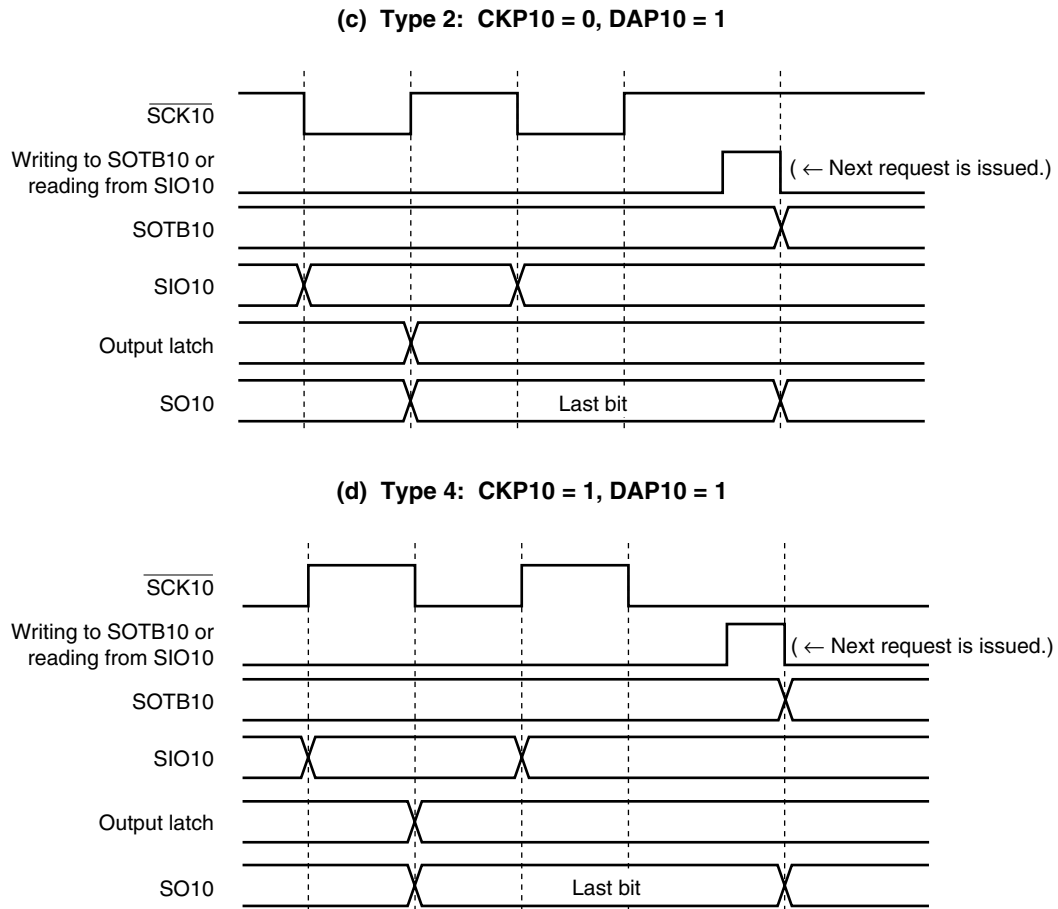 (c) Type 2: CKP10 = 0, DAP10 = 1
SCK10
Writing to SOTB10 or
reading from SIO10
( ← Next request is issued.)
SOTB10
SIO10
Output latch
SO10
Last bit
(d) Type 4: CKP10 = 1, DAP10 = 1
SCK10
Writing to SOTB10 or
reading from SIO10
( ← Next request is issued.)
SOTB10
SIO10
Output latch
SO10
Last bit